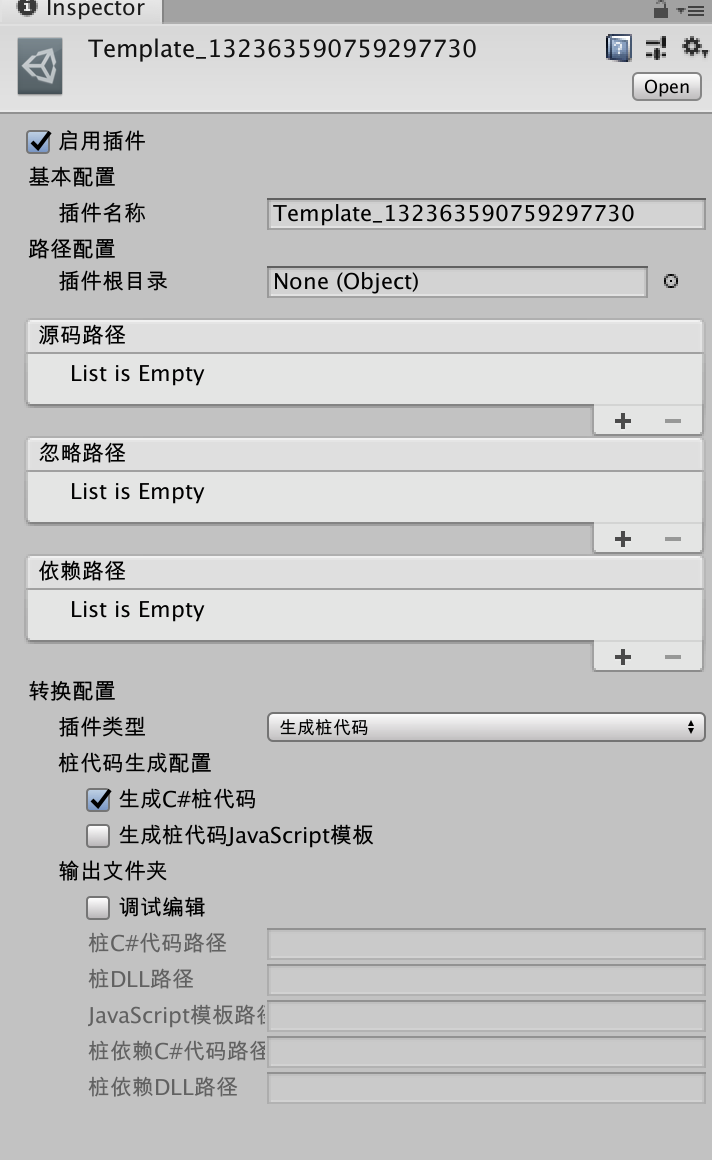 Inspector
Template_132363590759297730
Open
启用插件
基本配置
插件名称 Template_132363590759297730
路径配置
插件根目录 None (Object)
源码路径
List is Empty
忽略路径
List is Empty
依赖路径
List is Empty
转换配置
插件类型 生成桩代码
桩代码生成配置
生成C#桩代码
生成桩代码JavaScript模板
输出文件夹
调试编辑
桩C#代码路径
桩DLL路径
JavaScript模板路径
桩依赖C#代码路径
桩依赖DLL路径